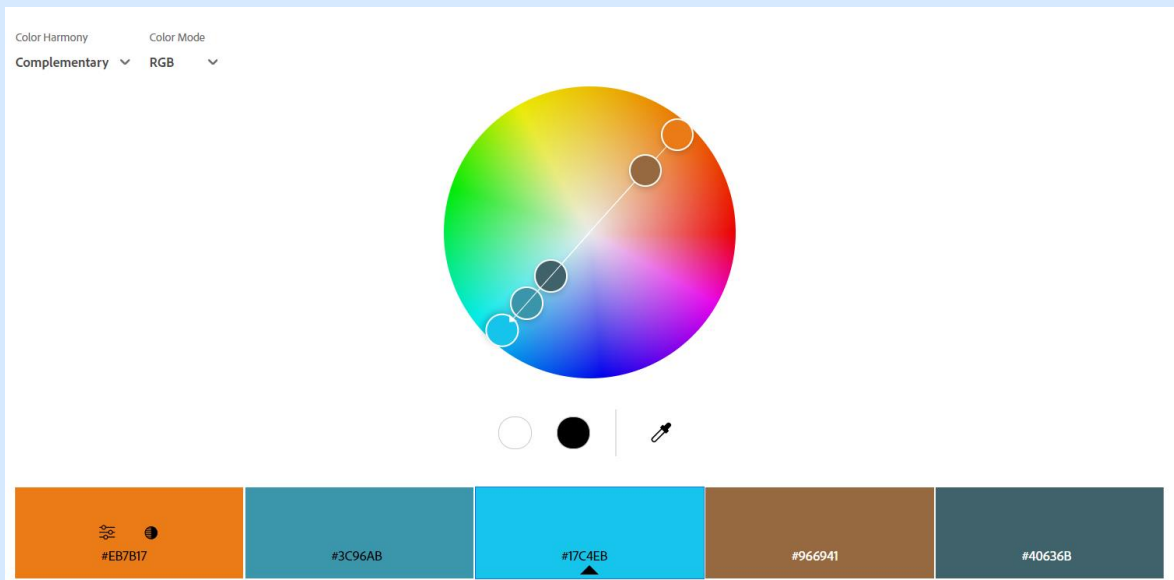 Color Harmony Color Mode
Complementary RGB
#EB7B17 #3C96AB #17C4EB #966941 #40636B